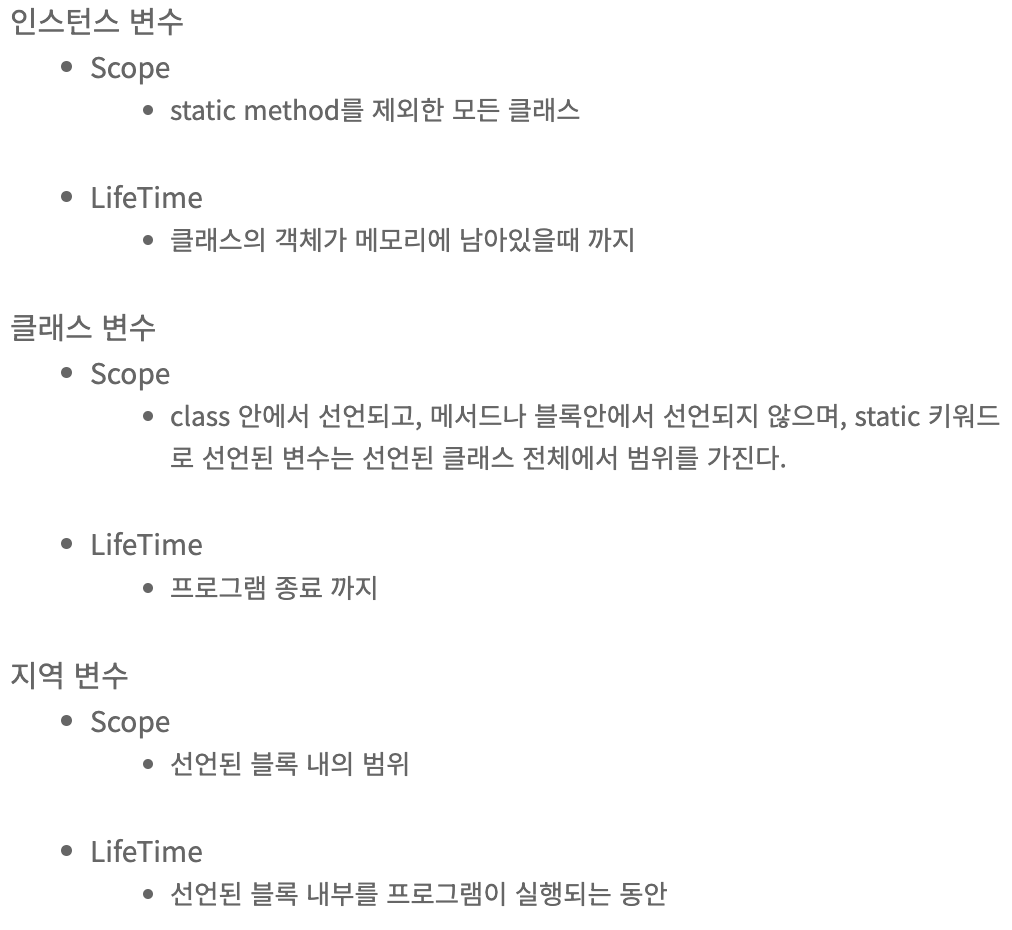 인스턴스 변수
Scope
static method를 제외한 모든 클래스
LifeTime
클래스의 객체가 메모리에 남아있을때 까지
클래스 변수
Scope
class 안에서 선언되고, 메서드나 블록안에서 선언되지 않으며, static 키워드
로 선언된 변수는 선언된 클래스 전체에서 범위를 가진다.
LifeTime
프로그램 종료 까지
지역 변수
Scope
선언된 블록 내의 범위
LifeTime
선언된 블록 내부를 프로그램이 실행되는 동안